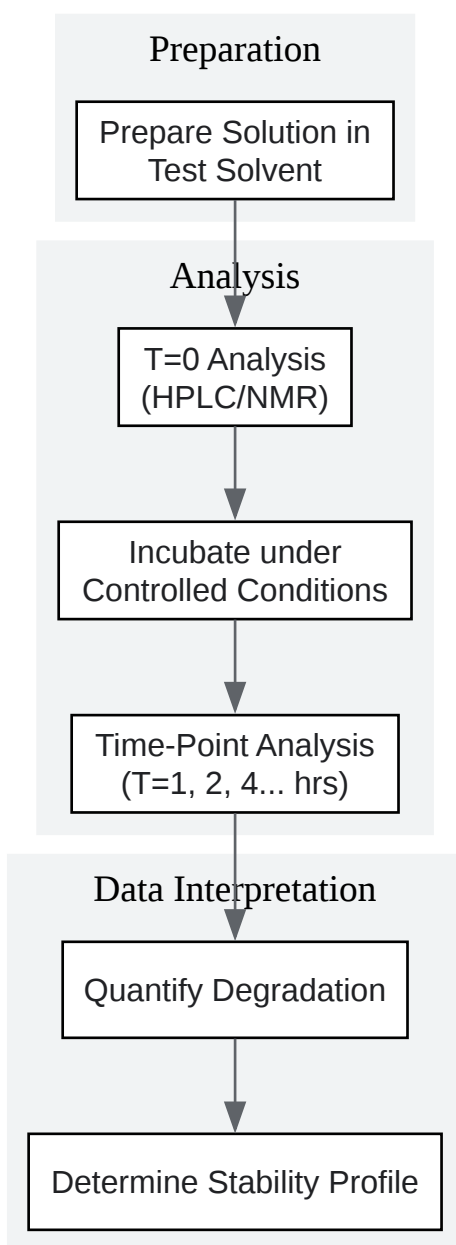 Preparation
Prepare Solution in
Test Solvent
Analysis
T=0 Analysis
(HPLC/NMR)
Incubate under
Controlled Conditions
Time-Point Analysis
(T=1, 2, 4... hrs)
Data Interpretation
Quantify Degradation
Determine Stability Profile